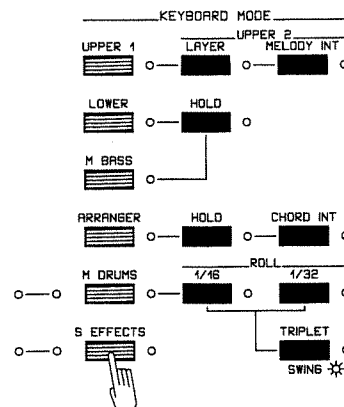 KEYBOARD MODE
UPPER 2
UPPER 1 LAYER MELODY INT
LOWER HOLD
M BASS
ARRANGER HOLD CHORD INT
ROLL
M DRUMS 1/16 1/32
S EFFECTS TRIPLET
SWING